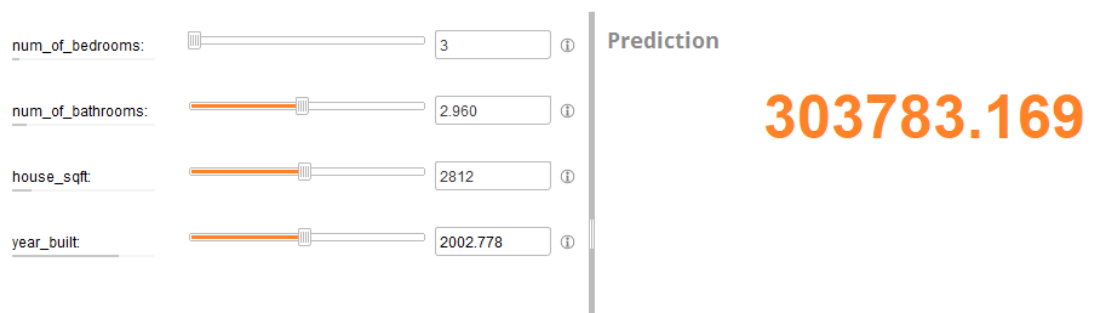 num_of_bedrooms: 3
num_of_bathrooms: 2.960
house_sqft: 2812
year_built: 2002.778
Prediction
303783.169